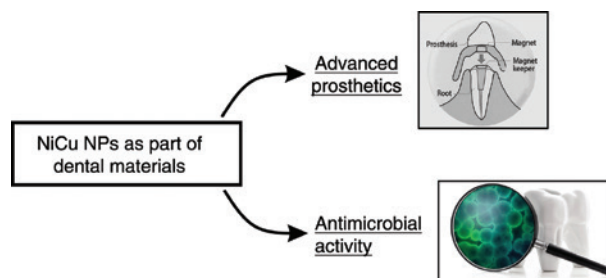 NiCu NPs as part of
dental materials
Advanced
prosthetics
Prosthesis
Magnet
Magnet
keeper
Root
Antimicrobial
activity